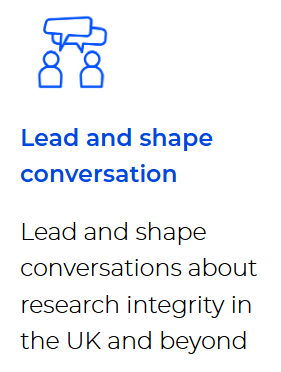 Lead and shape
conversation
Lead and shape
conversations about
research integrity in
the UK and beyond